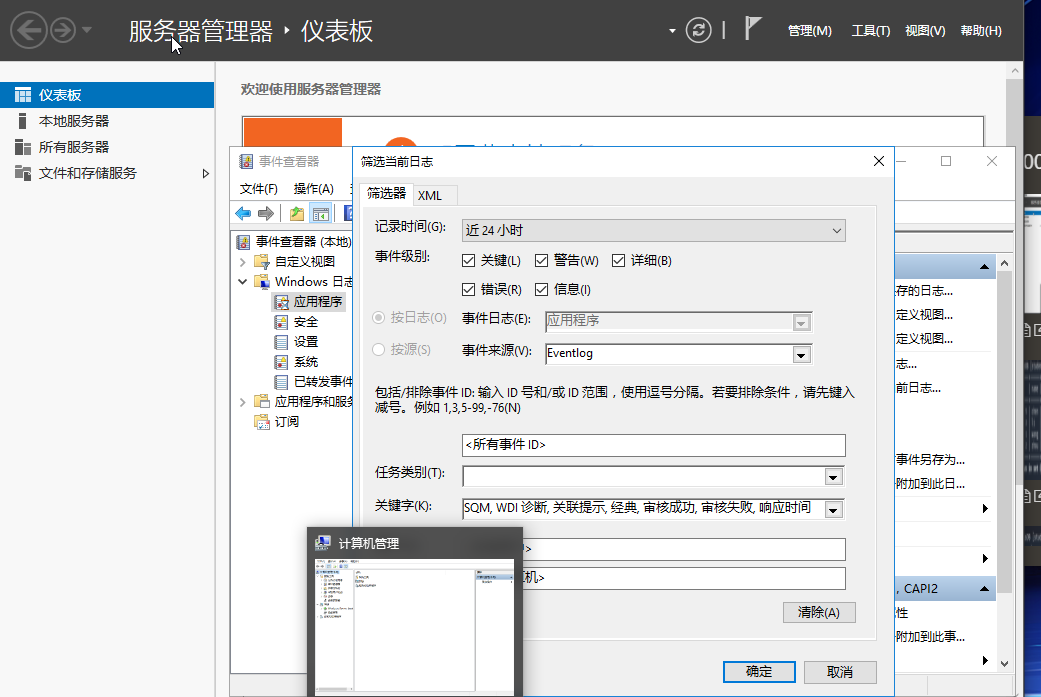 服务器管理器 ‣ 仪表板
管理(M) 工具(T) 视图(V) 帮助(H)
仪表板
本地服务器
所有服务器
文件和存储服务
欢迎使用服务器管理器
事件查看器
文件(F) 操作(A)
事件查看器 (本地)
自定义视图
Windows 日志
应用程序
安全
设置
系统
已转发事件
应用程序和服务
订阅
筛选当前日志
筛选器 XML
记录时间(G): 近 24 小时
事件级别: 关键(L) 警告(W) 详细(B)
错误(R) 信息(I)
按日志(O) 事件日志(E): 应用程序
按源(S) 事件来源(V): Eventlog
包括/排除事件 ID: 输入 ID 号和/或 ID 范围，使用逗号分隔。若要排除条件，请先键入
减号。例如 1,3,5-99,-76(N)
<所有事件 ID>
任务类别(T):
关键字(K): SQM, WDI 诊断, 关联提示, 经典, 审核成功, 审核失败, 响应时间
机>
清除(A)
确定 取消
存的日志...
定义视图...
定义视图...
志...
前日志...
事件另存为...
附加到此日...
, CAPI2
性
附加到此事...
计算机管理